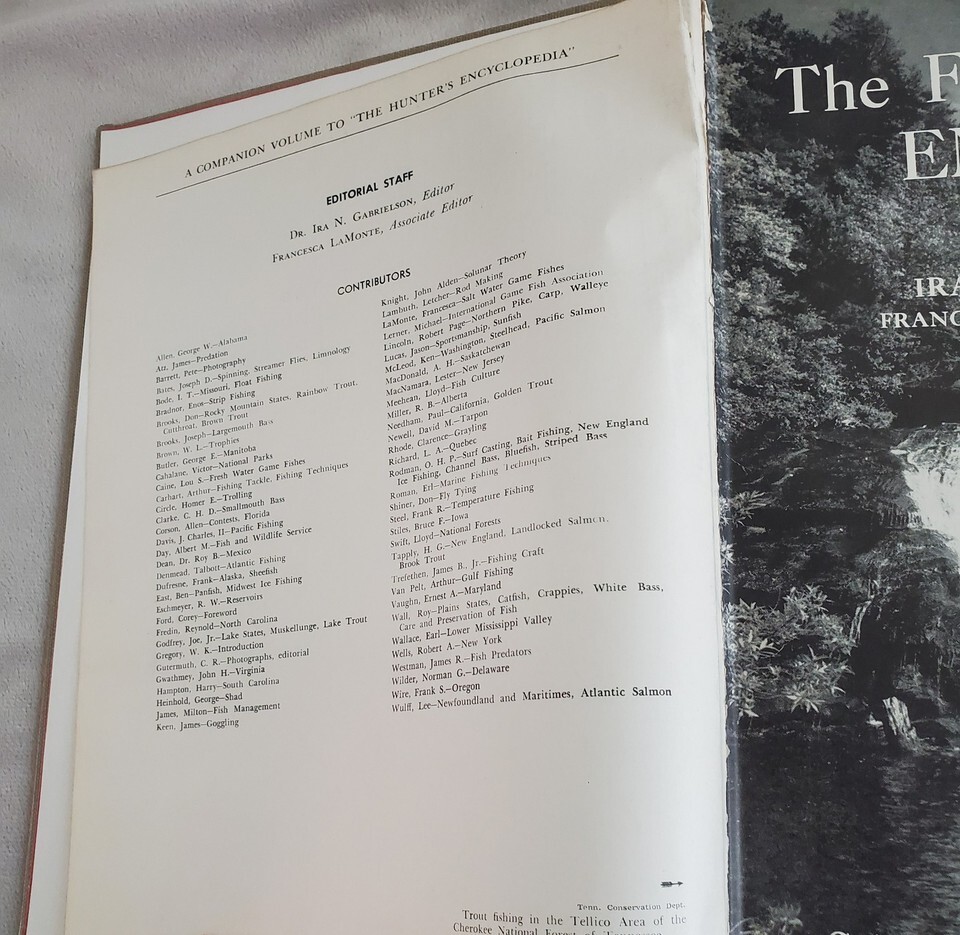 A COMPANION VOLUME TO "THE HUNTER'S ENCYCLOPEDIA"
EDITORIAL STAFF
DR. IRA N. GABRIELSON, Editor
FRANCESCA LAMONTE, Associate Editor
CONTRIBUTORS
Allen, George W.—Alabama
Atz, James—Predation
Barrett, Pete—Photography
Bates, Joseph D.—Spinning, Streamer Flies, Limnology
Bode, I. T.—Missouri, Float Fishing
Bradnor, Enos—Strip Fishing
Brooks, Don—Rocky Mountain States, Rainbow Trout,
Cutthroat, Brown Trout
Brooks, Joseph—Largemouth Bass
Brown, W. L.—Trophies
Butler, George E.—Manitoba
Cahalane, Victor—National Parks
Caine, Lou S.—Fresh Water Game Fishes
Carhart, Arthur—Fishing Tackle, Fishing Techniques
Circle, Homer E.—Trolling
Clarke, C. H. D.—Smallmouth Bass
Corson, Allen—Contests, Florida
Davis, J. Charles, II—Pacific Fishing
Day, Albert M.—Fish and Wildlife Service
Dean, Dr. Roy B.—Mexico
Denmead, Talbott—Atlantic Fishing
Dufresne, Frank—Alaska, Sheefish
East, Ben—Panfish, Midwest Ice Fishing
Eschmeyer, R. W.—Reservoirs
Ford, Corey—Foreword
Fredin, Reynold—North Carolina
Godfrey, Joe, Jr.—Lake States, Muskellunge, Lake Trout
Gregory, W. K.—Introduction
Gutermuth, C. R.—Photographs, editorial
Gwathmey, John H.—Virginia
Hampton, Harry—South Carolina
Heinhold, George—Shad
James, Milton—Fish Management
Keen, James—Goggling
Knight, John Alden—Solunar Theory
Lambuth, Letcher—Rod Making
LaMonte, Francesca—Salt Water Game Fishes
Lerner, Michael—International Game Fish Association
Lincoln, Robert Page—Northern Pike, Carp, Walleye
Lucas, Jason—Sportsmanship, Sunfish
McLeod, Ken—Washington, Steelhead, Pacific Salmon
MacDonald, A. H.—Saskatchewan
MacNamara, Lester—New Jersey
Meehean, Lloyd—Fish Culture
Miller, R. B.—Alberta
Needham, Paul—California, Golden Trout
Newell, David M.—Tarpon
Rhode, Clarence—Grayling
Richard, L. A.—Quebec
Rodman, O. H. P.—Surf Casting, Bait Fishing, New England
Ice Fishing, Channel Bass, Bluefish, Striped Bass
Roman, Erl—Marine Fishing Techniques
Shiner, Don—Fly Tying
Steel, Frank R.—Temperature Fishing
Stiles, Bruce F.—Iowa
Swift, Lloyd—National Forests
Tapply, H. G.—New England, Landlocked Salmon,
Brook Trout
Trefethen, James B., Jr.—Fishing Craft
Van Pelt, Arthur—Gulf Fishing
Vaughn, Ernest A.—Maryland
Wall, Roy—Plains States, Catfish, Crappies, White Bass,
Care and Preservation of Fish
Wallace, Earl—Lower Mississippi Valley
Wells, Robert A.—New York
Westman, James R.—Fish Predators
Wilder, Norman G.—Delaware
Wire, Frank S.—Oregon
Wulff, Lee—Newfoundland and Maritimes, Atlantic Salmon
Tenn. Conservation Dept.
Trout fishing in the Tellico Area of the
Cherokee National Forest of Tennessee
The
IRA
FRANC